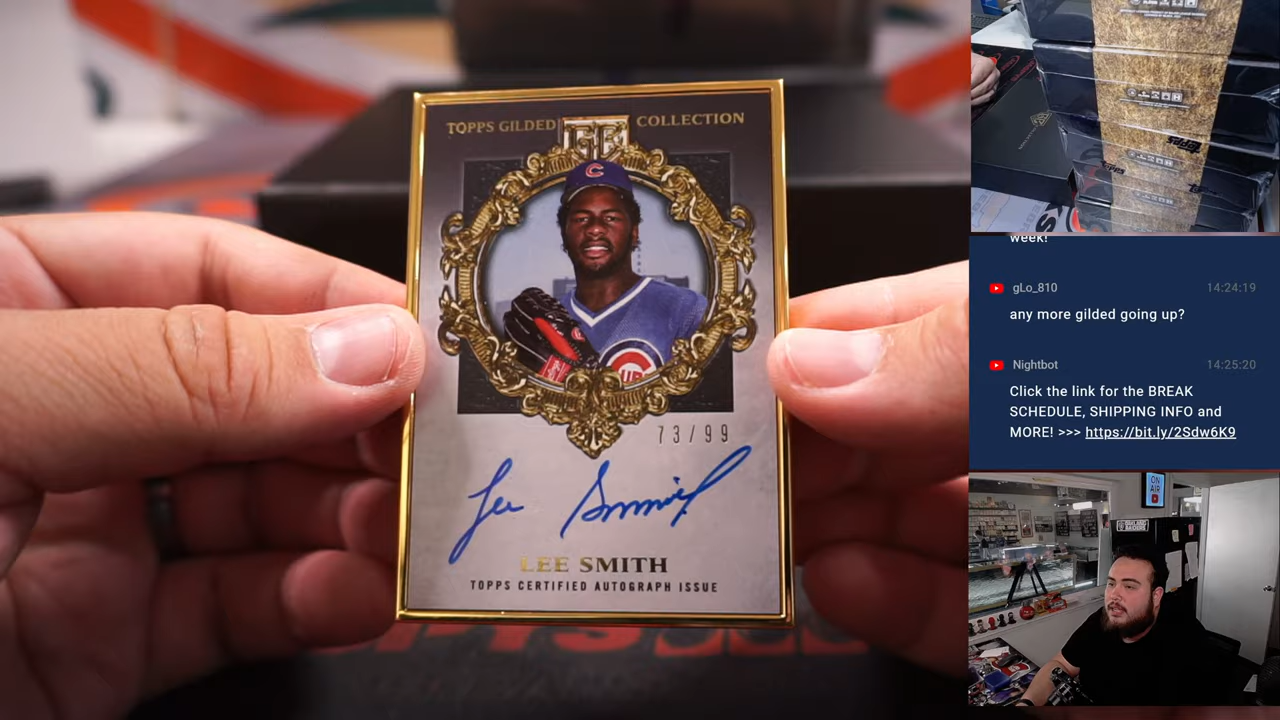 TOPPS GILDED COLLECTION
GC
C
CUBS
73/99
Lee Smith
LEE SMITH
TOPPS CERTIFIED AUTOGRAPH ISSUE
week!
gLo_810 14:24:19
any more gilded going up?
Nightbot 14:25:20
Click the link for the BREAK
SCHEDULE, SHIPPING INFO and
MORE! >>> https://bit.ly/2Sdw6K9
ON
AIR